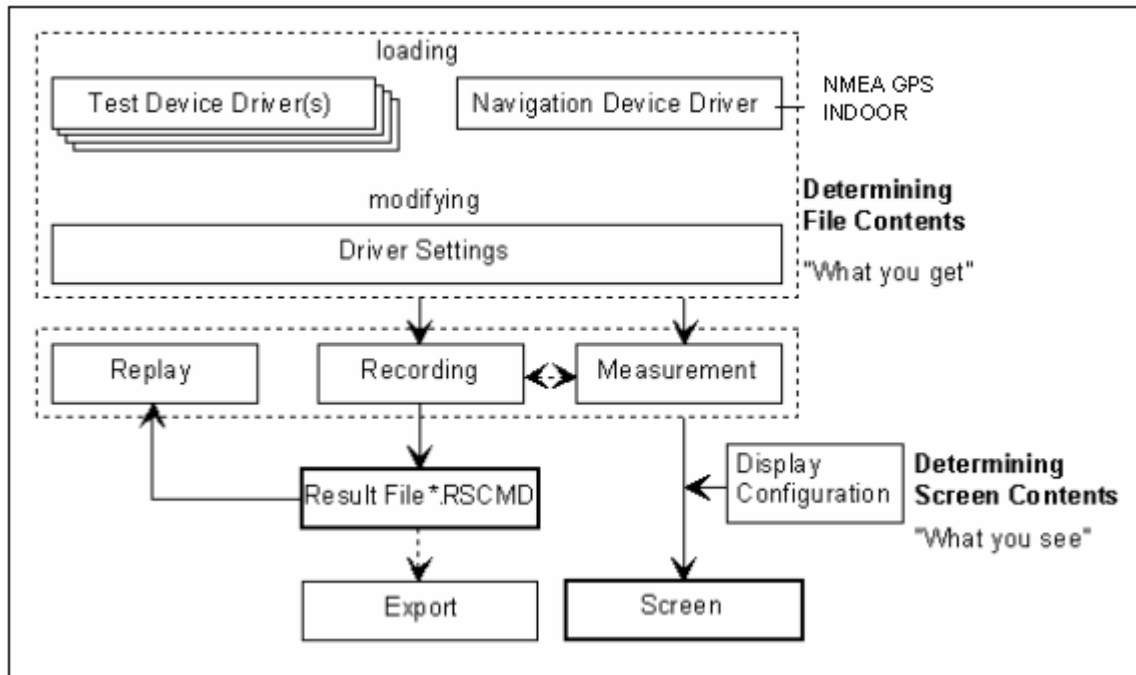 loading
Test Device Driver(s)
Navigation Device Driver
NMEA GPS
INDOOR
modifying
Driver Settings
Determining
File Contents
"What you get"
Replay
Recording
Measurement
Result File *.RSCMD
Display
Configuration
Determining
Screen Contents
"What you see"
Export
Screen